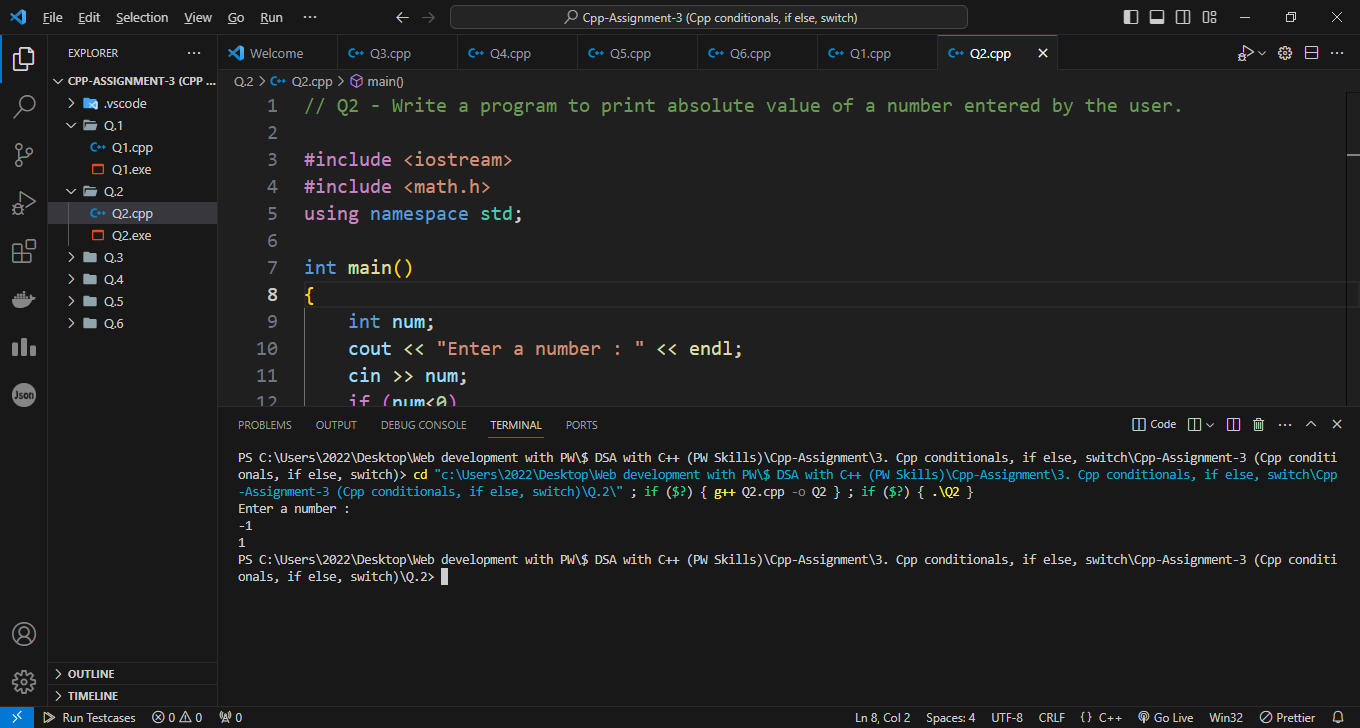 File Edit Selection View Go Run ··· Cpp-Assignment-3 (Cpp conditionals, if else, switch)
EXPLORER ···
CPP-ASSIGNMENT-3 (CPP ...
.vscode
Q.1
Q1.cpp
Q1.exe
Q.2
Q2.cpp
Q2.exe
Q.3
Q.4
Q.5
Q.6
OUTLINE
TIMELINE
Json
Welcome Q3.cpp Q4.cpp Q5.cpp Q6.cpp Q1.cpp Q2.cpp
Q.2 > Q2.cpp > main()
1 // Q2 - Write a program to print absolute value of a number entered by the user.
2
3 #include <iostream>
4 #include <math.h>
5 using namespace std;
6
7 int main()
8 {
9 int num;
10 cout << "Enter a number : " << endl;
11 cin >> num;
12 if (num<0)
PROBLEMS OUTPUT DEBUG CONSOLE TERMINAL PORTS Code
PS C:\Users\2022\Desktop\Web development with PW\$ DSA with C++ (PW Skills)\Cpp-Assignment\3. Cpp conditionals, if else, switch\Cpp-Assignment-3 (Cpp conditi
onals, if else, switch)> cd "c:\Users\2022\Desktop\Web development with PW\$ DSA with C++ (PW Skills)\Cpp-Assignment\3. Cpp conditionals, if else, switch\Cpp
-Assignment-3 (Cpp conditionals, if else, switch)\Q.2\" ; if ($?) { g++ Q2.cpp -o Q2 } ; if ($?) { .\Q2 }
Enter a number :
-1
1
PS C:\Users\2022\Desktop\Web development with PW\$ DSA with C++ (PW Skills)\Cpp-Assignment\3. Cpp conditionals, if else, switch\Cpp-Assignment-3 (Cpp conditi
onals, if else, switch)\Q.2>
Run Testcases 0 0 0 Ln 8, Col 2 Spaces: 4 UTF-8 CRLF {} C++ Go Live Win32 Prettier